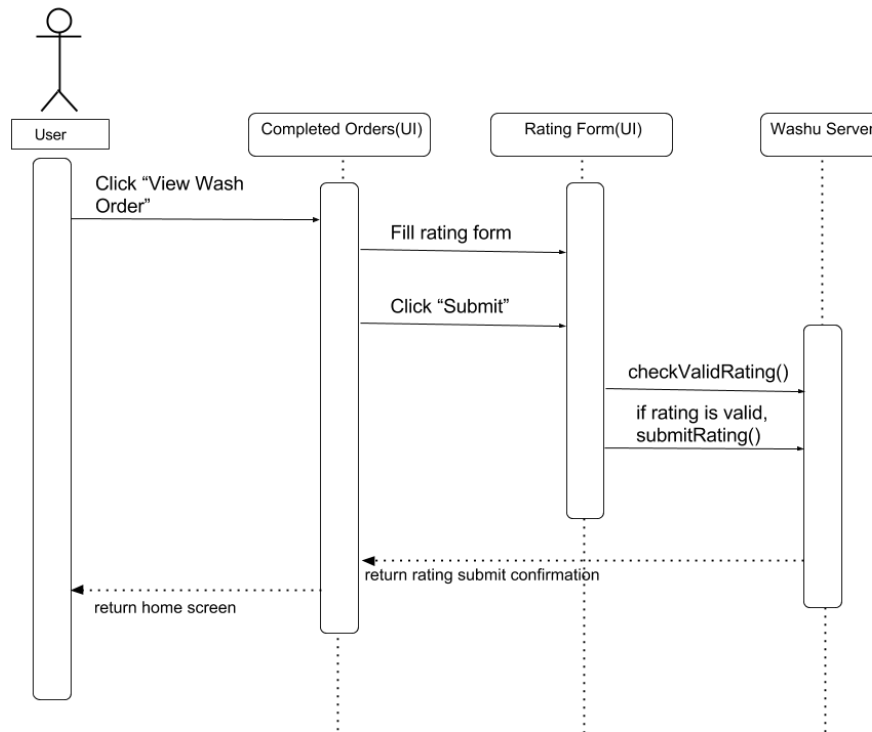 User
Completed Orders(UI)
Rating Form(UI)
Washu Server
Click “View Wash
Order”
Fill rating form
Click “Submit”
checkValidRating()
if rating is valid,
submitRating()
return rating submit confirmation
return home screen